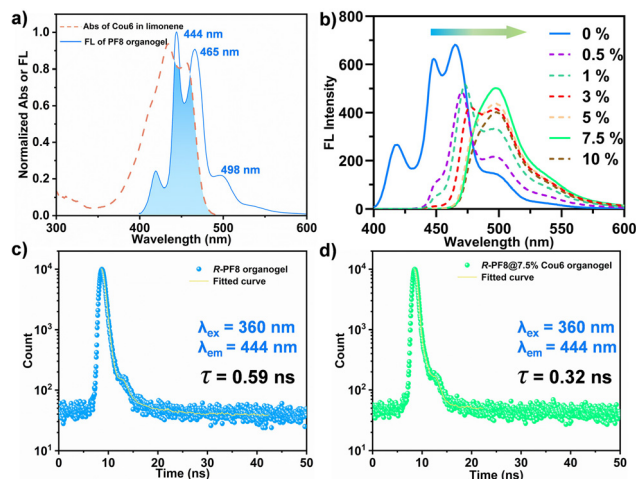 a)
Abs of Cou6 in limonene
FL of PF8 organogel
444 nm
465 nm
498 nm
Normalized Abs or FL
1.0
0.8
0.6
0.4
0.2
0.0
300 400 500 600
Wavelength (nm)
b)
FL Intensity
800
600
400
200
0
400 450 500 550 600
Wavelength (nm)
0 %
0.5 %
1 %
3 %
5 %
7.5 %
10 %
c)
R-PF8 organogel
Fitted curve
λex = 360 nm
λem = 444 nm
τ = 0.59 ns
Count
10⁴
10³
10²
10¹
0 10 20 30 40 50
Time (ns)
d)
R-PF8@7.5% Cou6 organogel
Fitted curve
λex = 360 nm
λem = 444 nm
τ = 0.32 ns
Count
10⁴
10³
10²
10¹
0 10 20 30 40 50
Time (ns)